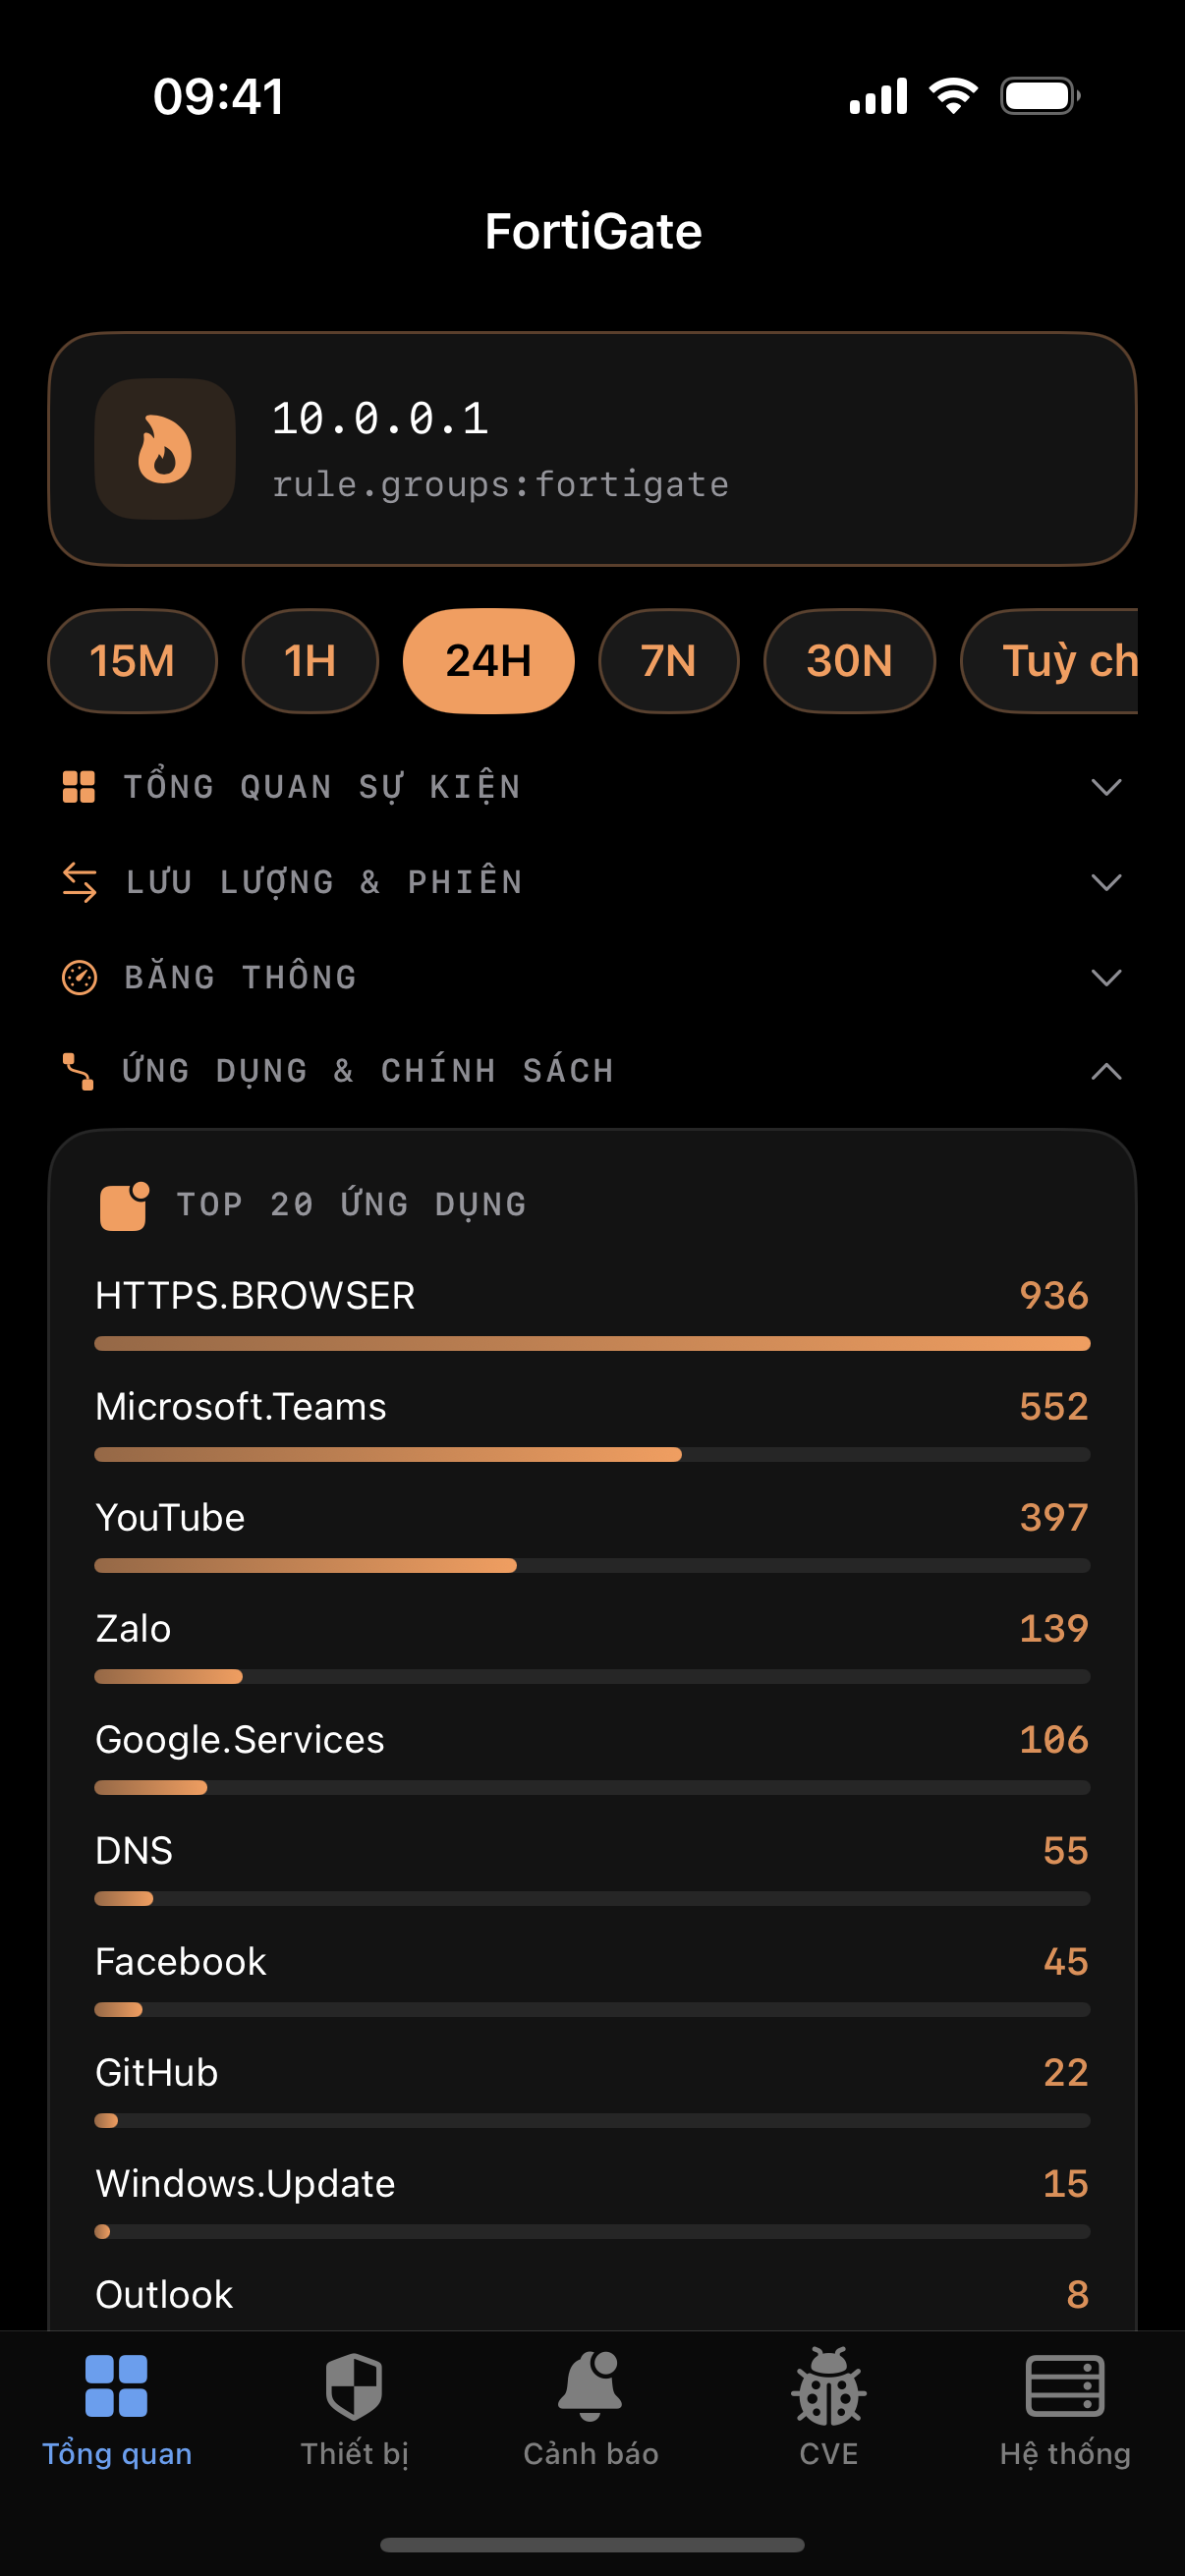 09:41
FortiGate
10.0.0.1
rule.groups:fortigate
15M 1H 24H 7N 30N Tuỳ ch
TỔNG QUAN SỰ KIỆN
LƯU LƯỢNG & PHIÊN
BĂNG THÔNG
ỨNG DỤNG & CHÍNH SÁCH
TOP 20 ỨNG DỤNG
HTTPS.BROWSER 936
Microsoft.Teams 552
YouTube 397
Zalo 139
Google.Services 106
DNS 55
Facebook 45
GitHub 22
Windows.Update 15
Outlook 8
Tổng quan Thiết bị Cảnh báo CVE Hệ thống